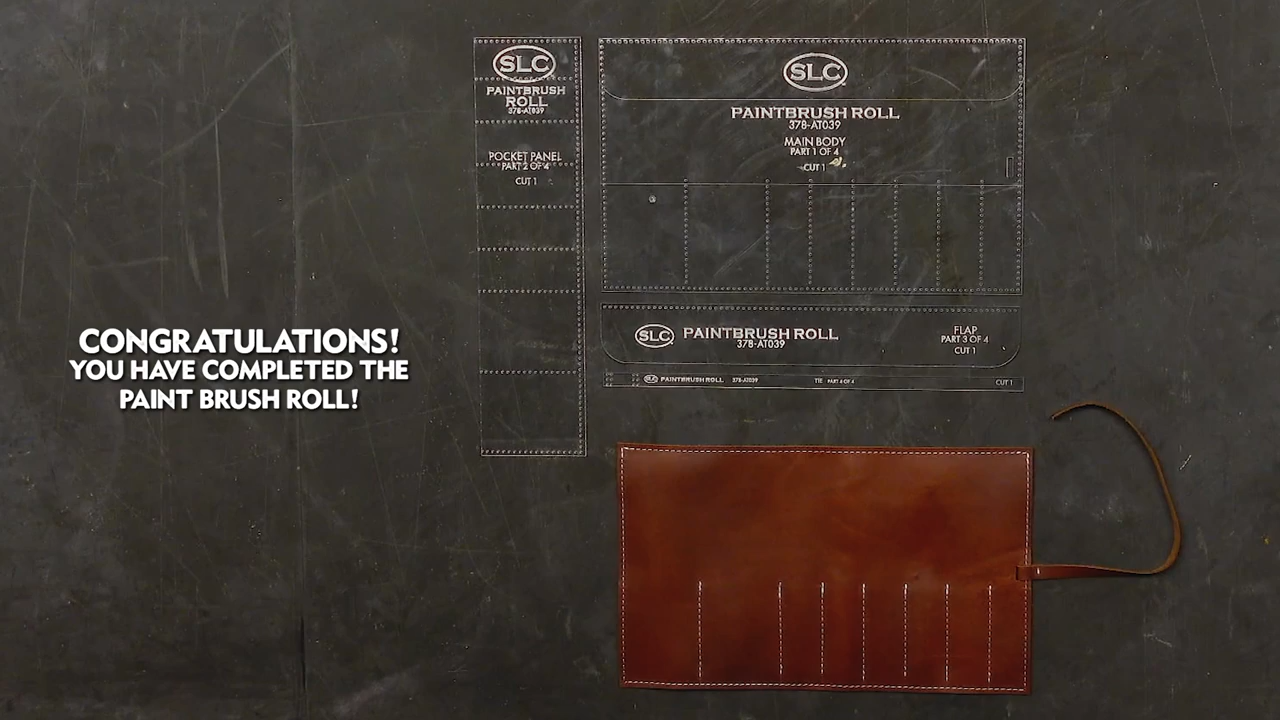 CONGRATULATIONS!
YOU HAVE COMPLETED THE
PAINT BRUSH ROLL!
SLC
PAINTBRUSH
ROLL
378-AT039
POCKET PANEL
PART 2 OF 4
CUT 1
SLC
PAINTBRUSH ROLL
378-AT039
MAIN BODY
PART 1 OF 4
CUT 1
SLC
PAINTBRUSH ROLL
378-AT039
FLAP
PART 3 OF 4
CUT 1
SLC PAINTBRUSH ROLL 378-AT039 TIE PART 4 OF 4 CUT 1